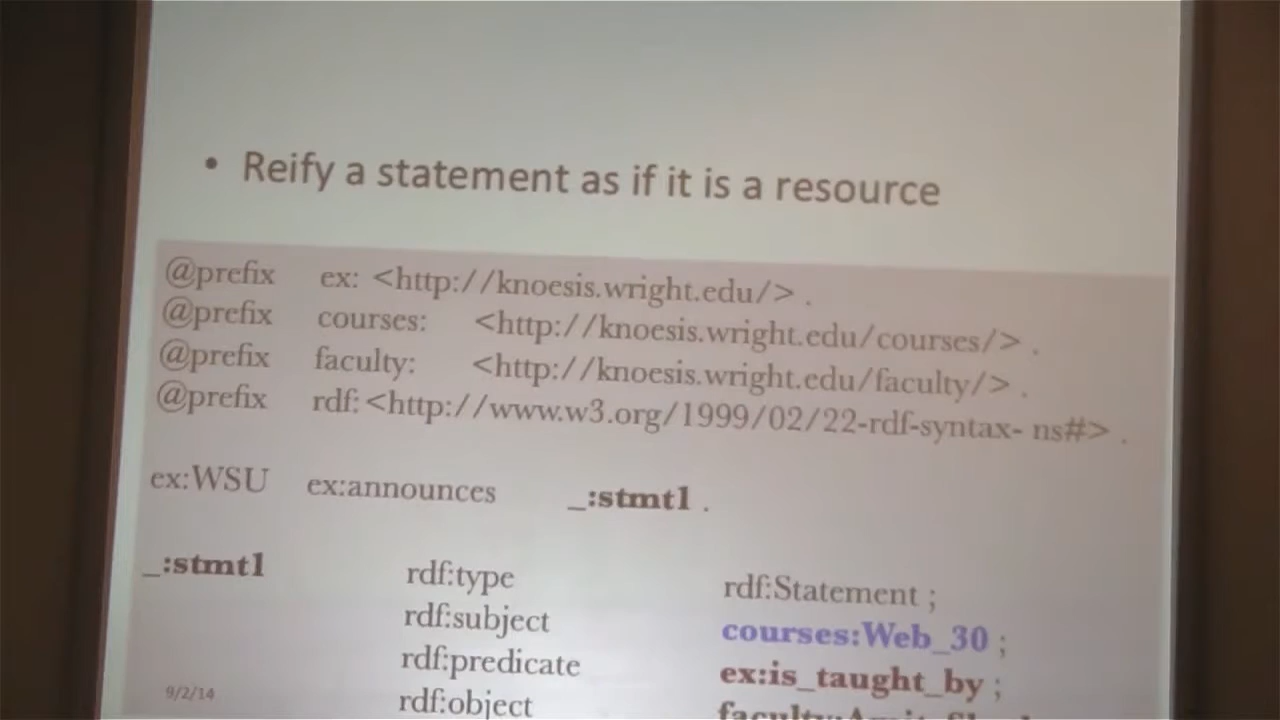 • Reify a statement as if it is a resource
@prefix ex: <http://knoesis.wright.edu/> .
@prefix courses: <http://knoesis.wright.edu/courses/> .
@prefix faculty: <http://knoesis.wright.edu/faculty/> .
@prefix rdf: <http://www.w3.org/1999/02/22-rdf-syntax- ns#> .
ex:WSU ex:announces _:stmt1 .
_:stmt1 rdf:type rdf:Statement ;
rdf:subject courses:Web_30 ;
rdf:predicate ex:is_taught_by ;
rdf:object
9/2/14